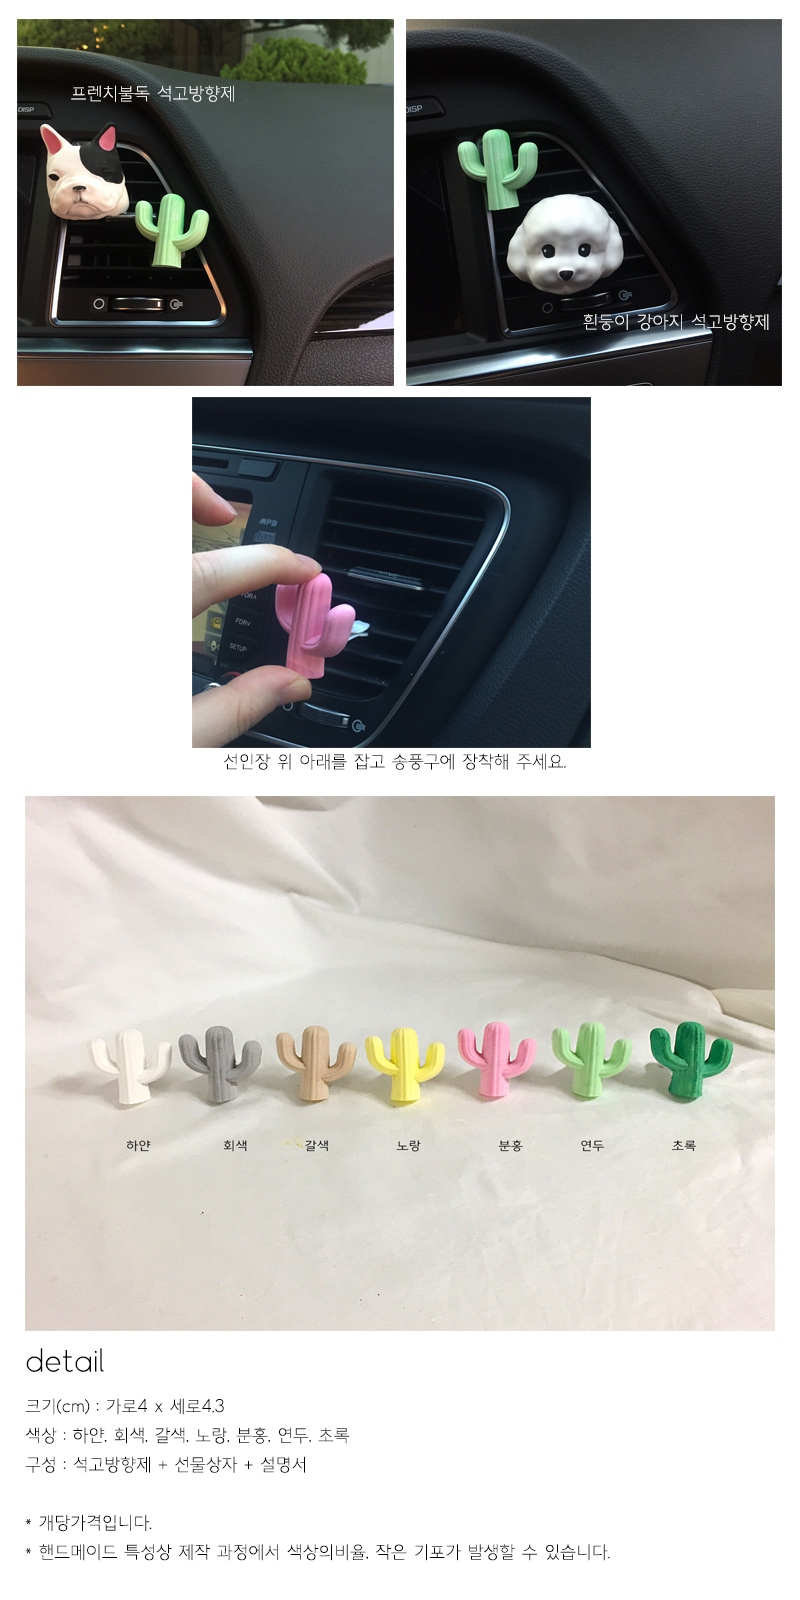 프렌치불독 석고방향제
DISP
DISP
흰둥이 강아지 석고방향제
FDR∧
FDR∨
SETUP
선인장 위 아래를 잡고 송풍구에 장착해 주세요.
하얀 회색 갈색 노랑 분홍 연두 초록
detail
크기(cm) : 가로4 x 세로4.3
색상 : 하얀, 회색, 갈색, 노랑, 분홍, 연두, 초록
구성 : 석고방향제 + 선물상자 + 설명서
* 개당가격입니다.
* 핸드메이드 특성상 제작 과정에서 색상의비율, 작은 기포가 발생할 수 있습니다.